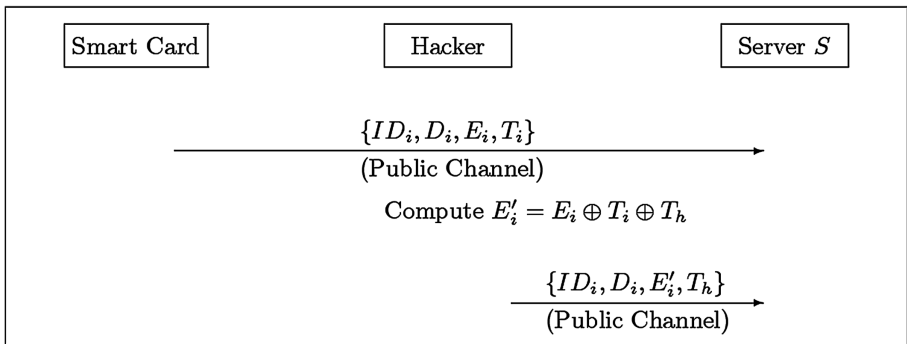 Smart Card
Hacker
Server S
{ID_i, D_i, E_i, T_i}
(Public Channel)
Compute E'_i = E_i ⊕ T_i ⊕ T_h
{ID_i, D_i, E'_i, T_h}
(Public Channel)